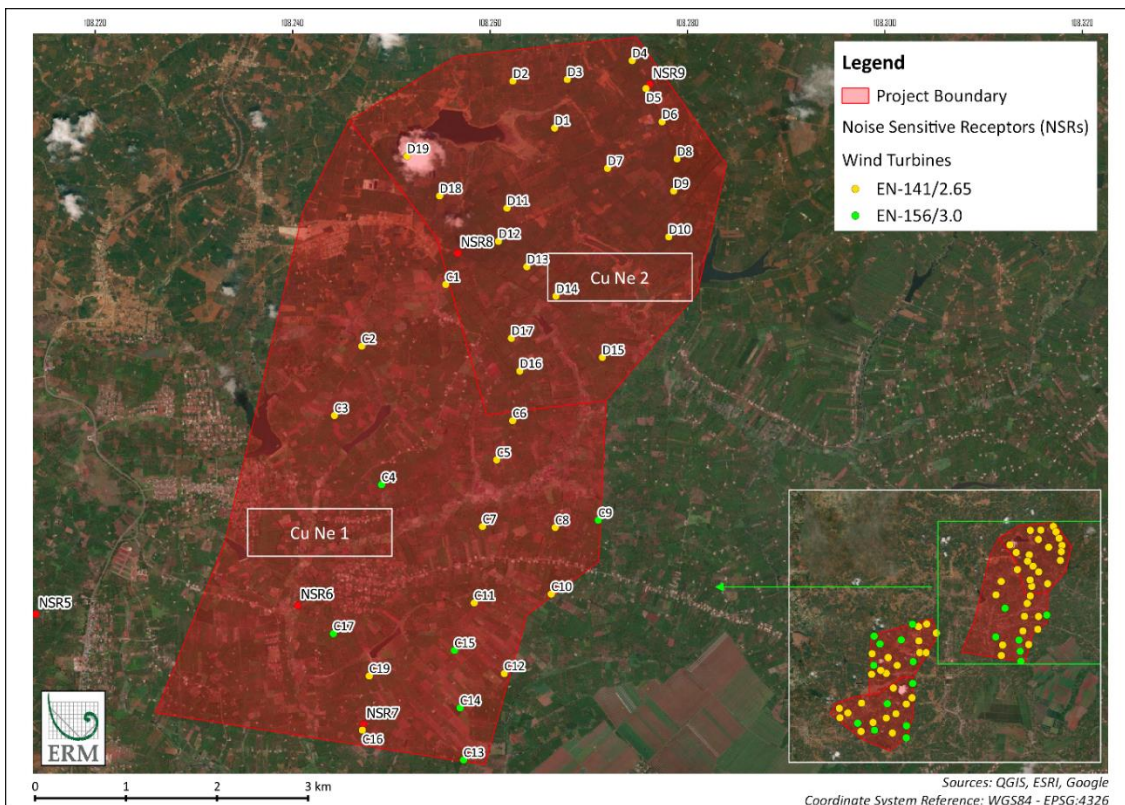 108.220
108.240
108.260
108.280
108.200
108.220
Legend
Project Boundary
Noise Sensitive Receptors (NSRs)
Wind Turbines
EN-141/2.65
EN-156/3.0
D4
D2
D3
NSR9
D5
D6
D1
D19
D8
D7
D18
D9
D11
D10
D12
NSR8
D13
Cu Ne 2
C1
D14
D17
C2
D15
D16
C3
C6
C5
C4
C7
C8
C9
Cu Ne 1
NSR5
NSR6
C10
C11
C17
C15
C19
C12
C14
NSR7
C16
C13
ERM
0
1
2
3 km
Sources: QGIS, ESRI, Google
Coordinate System Reference: WGS84 - EPSG:4326